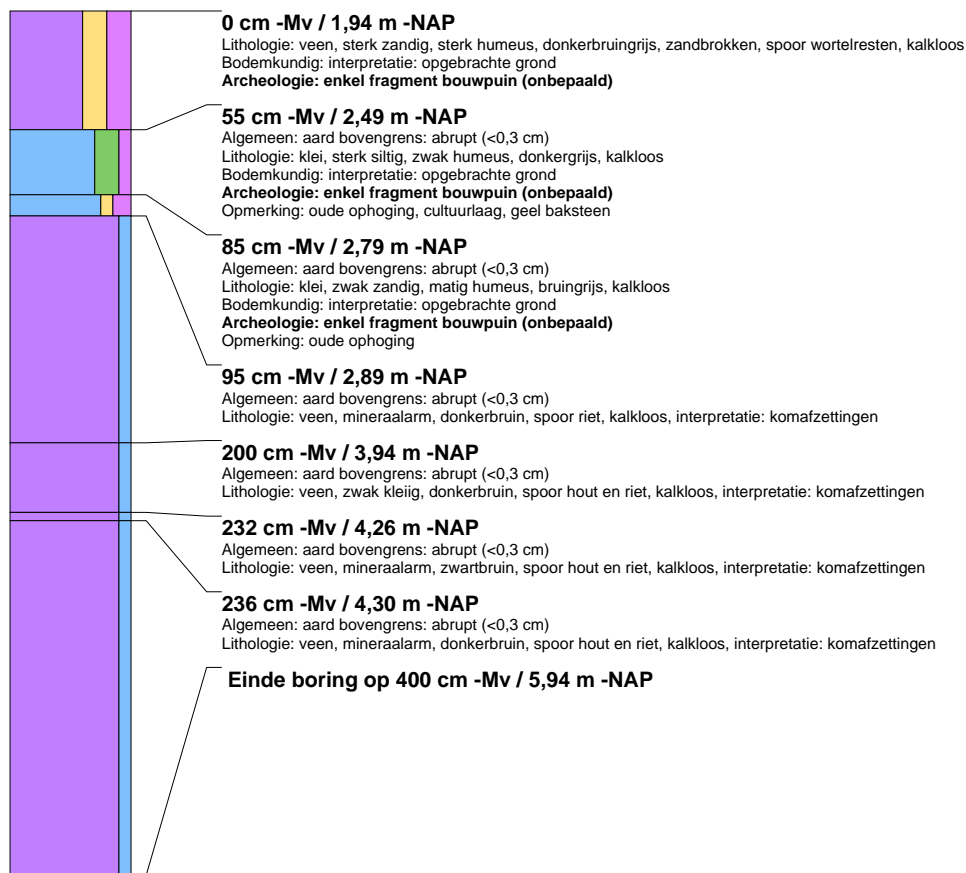 0 cm -Mv / 1,94 m -NAP
Lithologie: veen, sterk zandig, sterk humeus, donkerbruingrijs, zandbrokken, spoor wortelresten, kalkloos
Bodemkundig: interpretatie: opgebrachte grond
Archeologie: enkel fragment bouwpuin (onbepaald)
55 cm -Mv / 2,49 m -NAP
Algemeen: aard bovengrens: abrupt (<0,3 cm)
Lithologie: klei, sterk siltig, zwak humeus, donkergrijs, kalkloos
Bodemkundig: interpretatie: opgebrachte grond
Archeologie: enkel fragment bouwpuin (onbepaald)
Opmerking: oude ophoging, cultuurlaag, geel baksteen
85 cm -Mv / 2,79 m -NAP
Algemeen: aard bovengrens: abrupt (<0,3 cm)
Lithologie: klei, zwak zandig, matig humeus, bruingrijs, kalkloos
Bodemkundig: interpretatie: opgebrachte grond
Archeologie: enkel fragment bouwpuin (onbepaald)
Opmerking: oude ophoging
95 cm -Mv / 2,89 m -NAP
Algemeen: aard bovengrens: abrupt (<0,3 cm)
Lithologie: veen, mineraalarm, donkerbruin, spoor riet, kalkloos, interpretatie: komafzettingen
200 cm -Mv / 3,94 m -NAP
Algemeen: aard bovengrens: abrupt (<0,3 cm)
Lithologie: veen, zwak kleiig, donkerbruin, spoor hout en riet, kalkloos, interpretatie: komafzettingen
232 cm -Mv / 4,26 m -NAP
Algemeen: aard bovengrens: abrupt (<0,3 cm)
Lithologie: veen, mineraalarm, zwartbruin, spoor hout en riet, kalkloos, interpretatie: komafzettingen
236 cm -Mv / 4,30 m -NAP
Algemeen: aard bovengrens: abrupt (<0,3 cm)
Lithologie: veen, mineraalarm, donkerbruin, spoor hout en riet, kalkloos, interpretatie: komafzettingen
Einde boring op 400 cm -Mv / 5,94 m -NAP